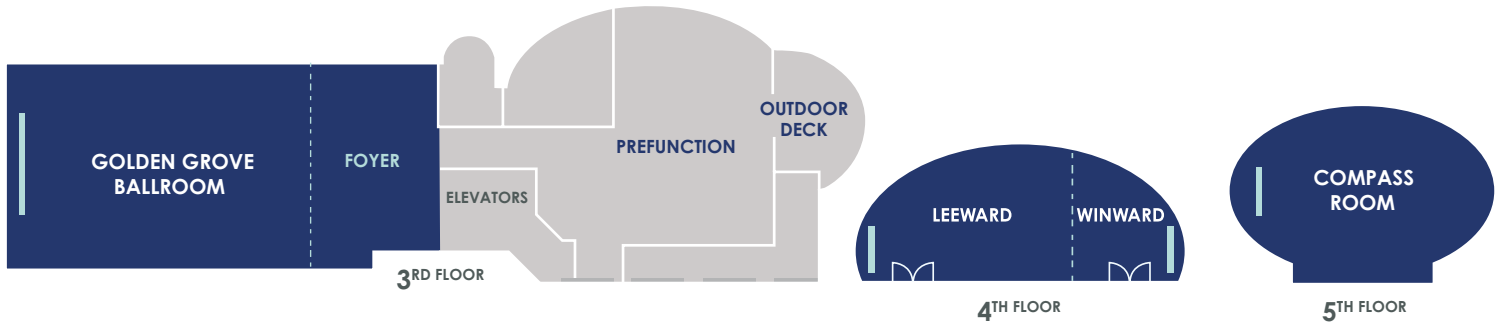 GOLDEN GROVE
BALLROOM
FOYER
ELEVATORS
PREFUNCTION
OUTDOOR
DECK
3RD FLOOR
LEEWARD
WINWARD
4TH FLOOR
COMPASS
ROOM
5TH FLOOR